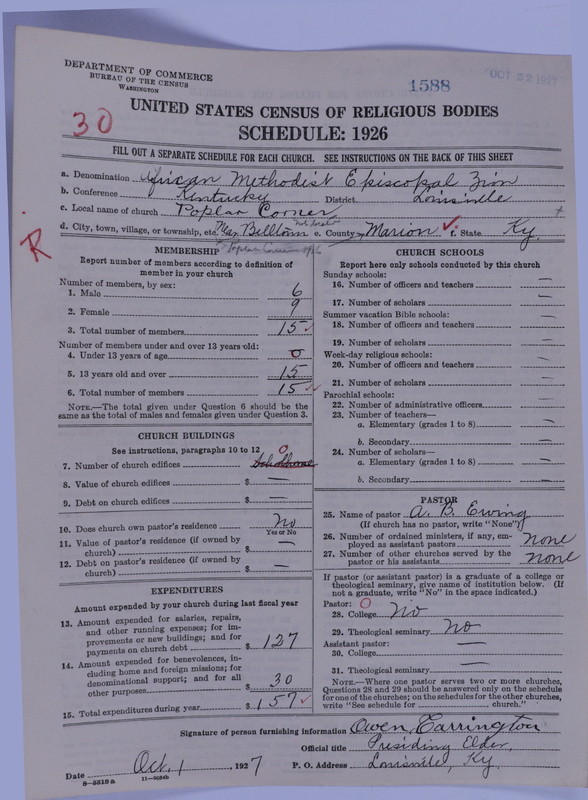 DEPARTMENT OF COMMERCE
BUREAU OF THE CENSUS
WASHINGTON
1588
OCT 22 1927
30
UNITED STATES CENSUS OF RELIGIOUS BODIES
SCHEDULE: 1926
FILL OUT A SEPARATE SCHEDULE FOR EACH CHURCH. SEE INSTRUCTIONS ON THE BACK OF THIS SHEET
a. Denomination African Methodist Episcopal Zion
b. Conference Kentucky District Louisville
c. Local name of church Poplar Corner
d. City, town, village, or township, etc. Near Belltown e. County Marion f. State Ky.
R
MEMBERSHIP
Report number of members according to definition of
member in your church
Number of members, by sex:
1. Male 6
2. Female 9
3. Total number of members 15
Number of members under and over 13 years old:
4. Under 13 years of age 0
5. 13 years old and over 15
6. Total number of members 15
NOTE.—The total given under Question 6 should be the
same as the total of males and females given under Question 3.
CHURCH BUILDINGS
See instructions, paragraphs 10 to 12
7. Number of church edifices 0
8. Value of church edifices $ —
9. Debt on church edifices $ —
10. Does church own pastor's residence No
Yes or No
11. Value of pastor's residence (if owned by
church) $ —
12. Debt on pastor's residence (if owned by
church) $ —
EXPENDITURES
Amount expended by your church during last fiscal year
13. Amount expended for salaries, repairs,
and other running expenses; for im-
provements or new buildings; and for
payments on church debt $ 127
14. Amount expended for benevolences, in-
cluding home and foreign missions; for
denominational support; and for all
other purposes $ 30
15. Total expenditures during year $ 157
CHURCH SCHOOLS
Report here only schools conducted by this church
Sunday schools:
16. Number of officers and teachers —
17. Number of scholars —
Summer vacation Bible schools:
18. Number of officers and teachers —
19. Number of scholars —
Week-day religious schools:
20. Number of officers and teachers —
21. Number of scholars —
Parochial schools:
22. Number of administrative officers —
23. Number of teachers—
a. Elementary (grades 1 to 8) —
b. Secondary —
24. Number of scholars—
a. Elementary (grades 1 to 8) —
b. Secondary —
PASTOR
25. Name of pastor A. B. Ewing
(If church has no pastor, write "None")
26. Number of ordained ministers, if any, em-
ployed as assistant pastors none
27. Number of other churches served by the
pastor or his assistants none
If pastor (or assistant pastor) is a graduate of a college or
theological seminary, give name of institution below. (If
not a graduate, write "No" in the space indicated.)
Pastor: 0
28. College No
29. Theological seminary No
Assistant pastor:
30. College —
31. Theological seminary —
NOTE.—Where one pastor serves two or more churches,
Questions 28 and 29 should be answered only on the schedule
for one of the churches; on the schedules for the other churches,
write "See schedule for ........ church."
Signature of person furnishing information Owen Carrington
Official title Presiding Elder
Date Oct. 1, 1927 P. O. Address Louisville, Ky.
8—5318a 11—9084b